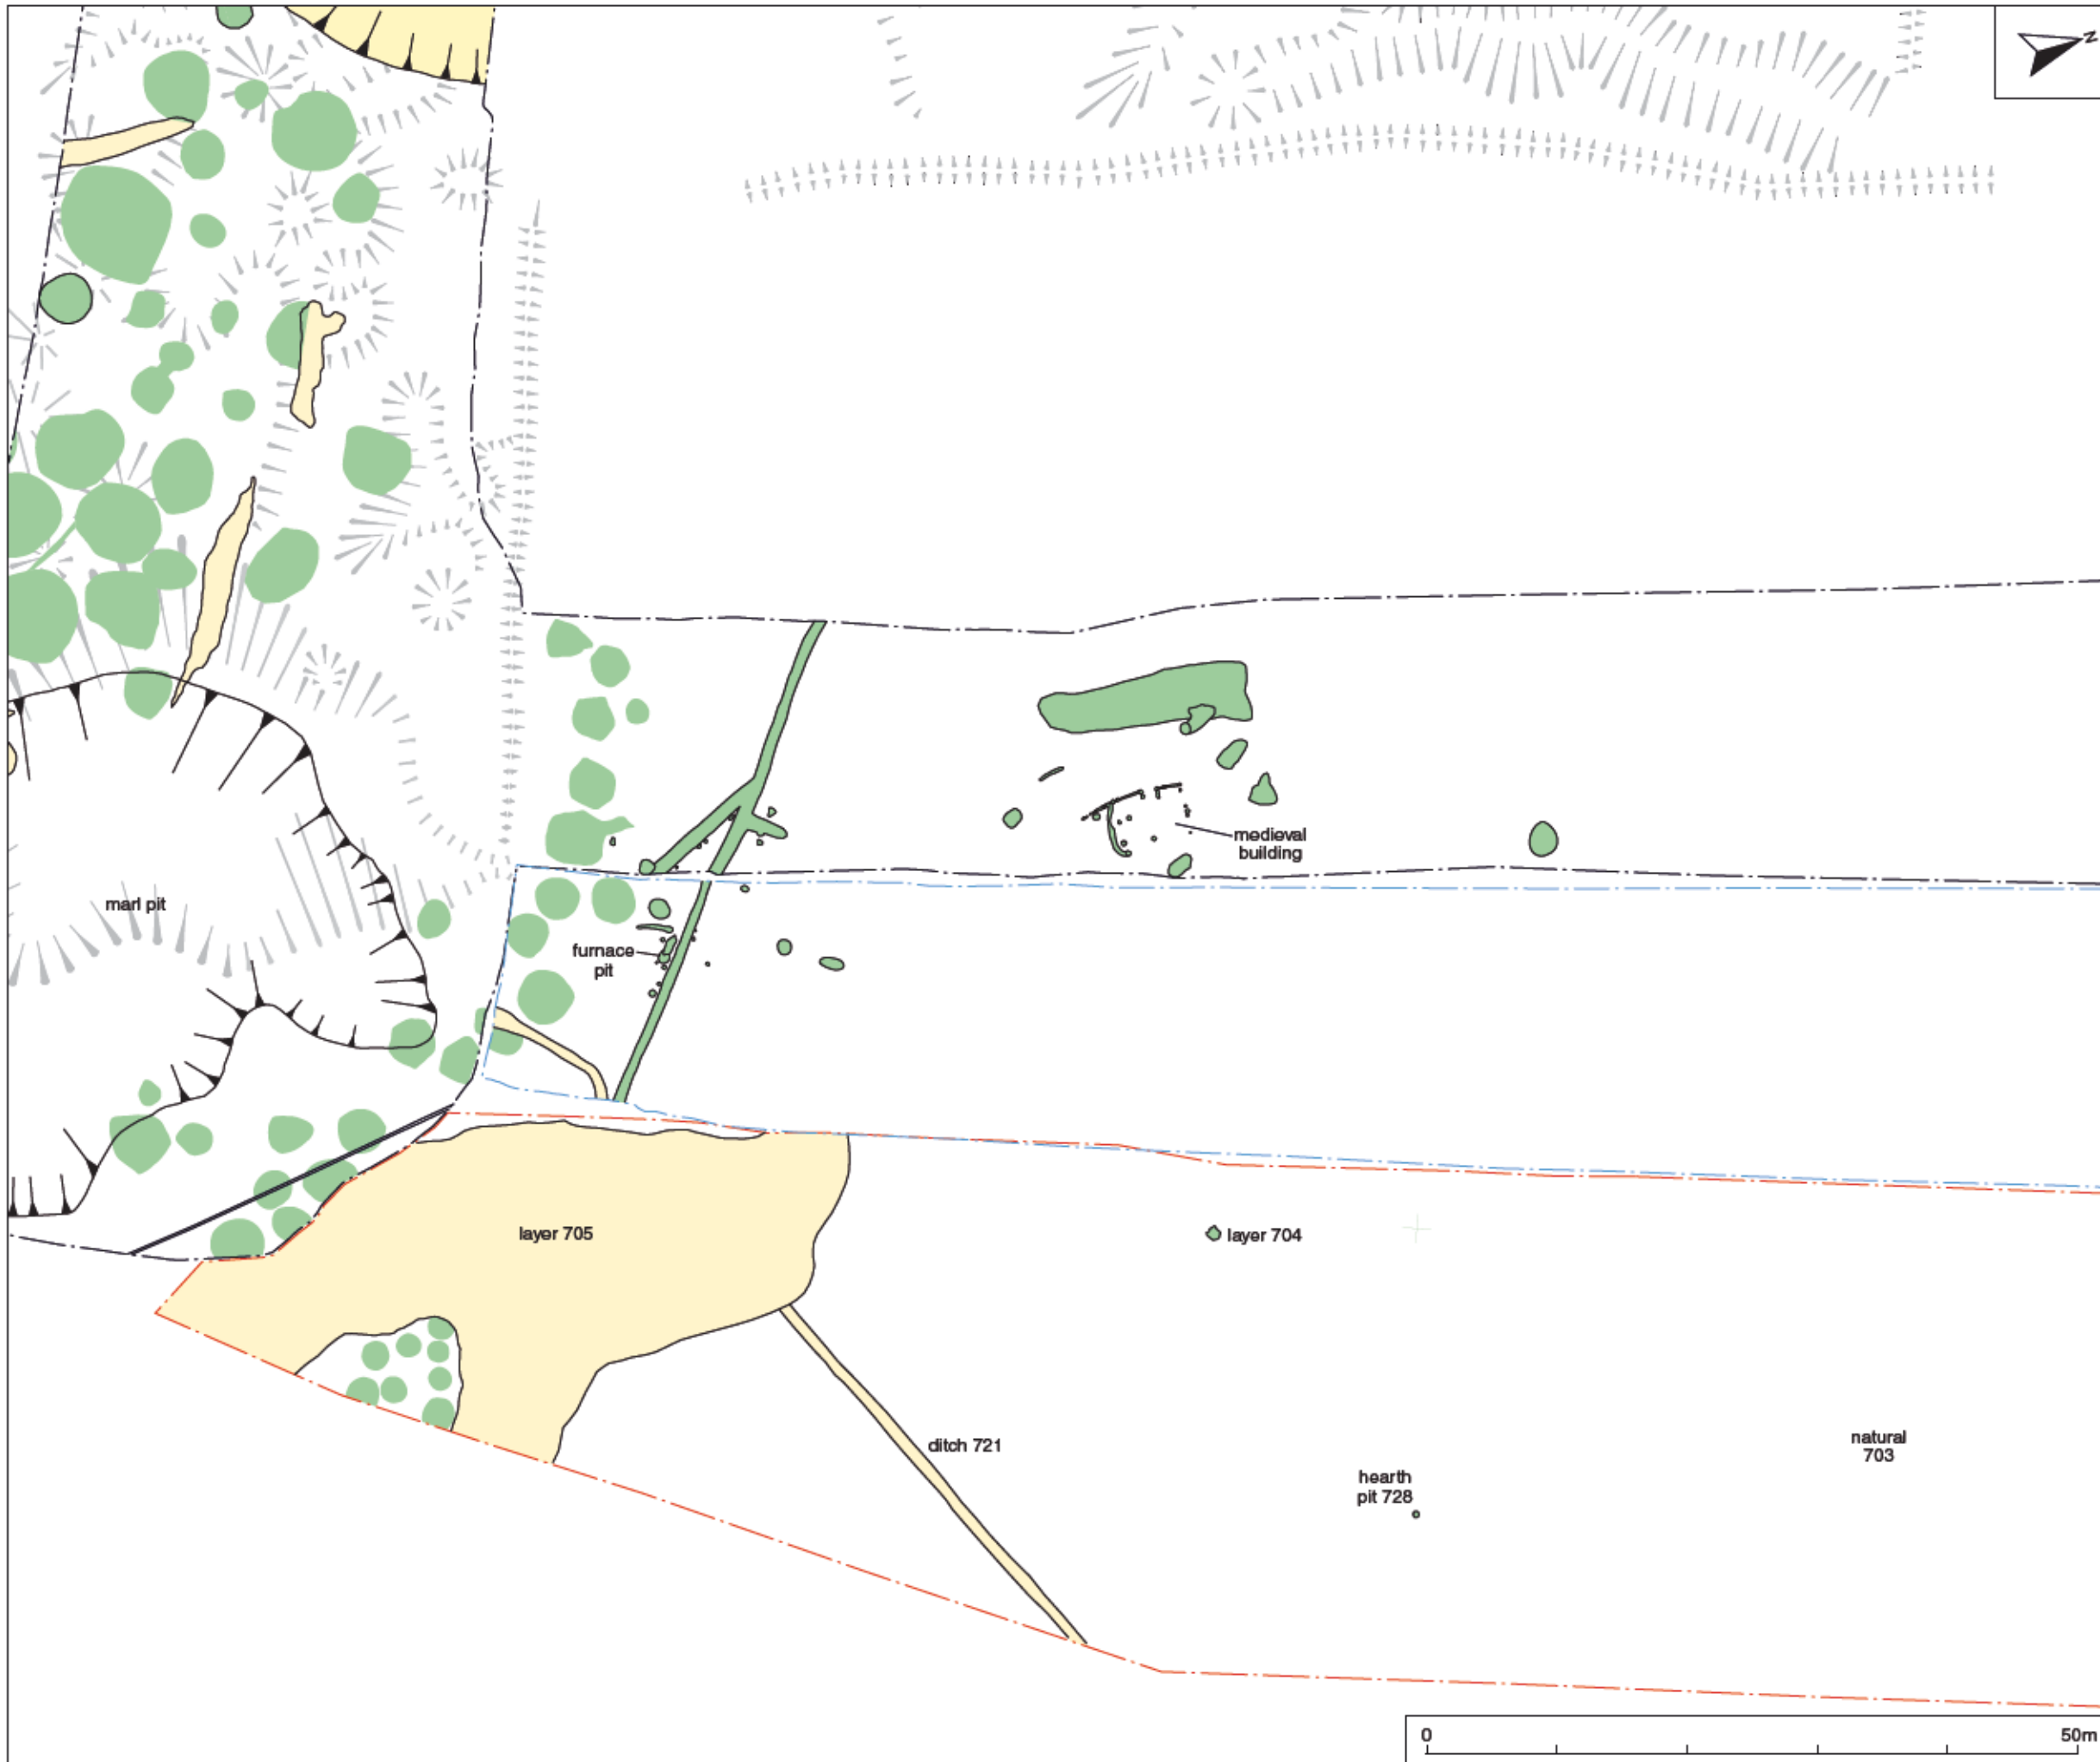 N
medieval
building
marl pit
furnace
pit
layer 705
layer 704
ditch 721
natural
703
hearth
pit 728
0
50m